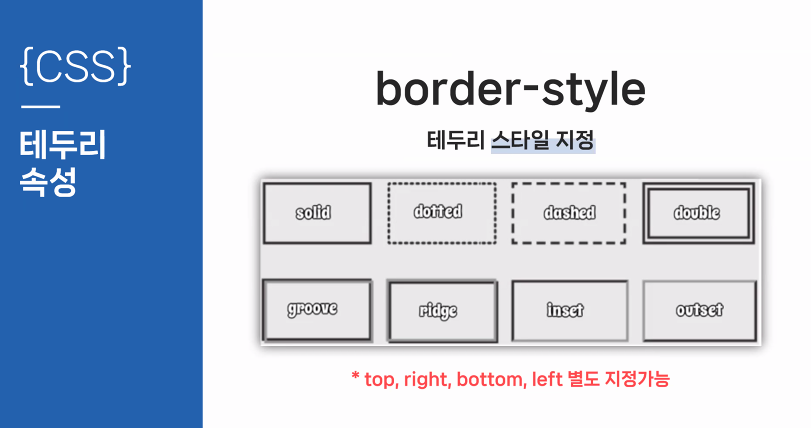 {CSS}
테두리
속성
border-style
테두리 스타일 지정
solid dotted dashed double
groove ridge inset outset
* top, right, bottom, left 별도 지정가능